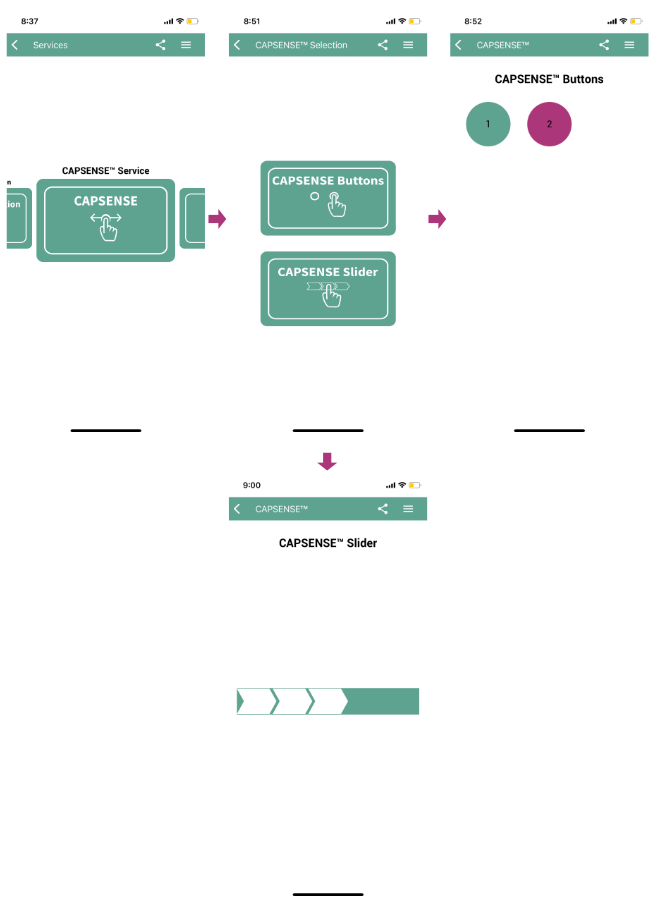 8:37
Services
CAPSENSE™ Service
n
ion
CAPSENSE
8:51
CAPSENSE™ Selection
CAPSENSE Buttons
CAPSENSE Slider
8:52
CAPSENSE™
CAPSENSE™ Buttons
1
2
9:00
CAPSENSE™
CAPSENSE™ Slider